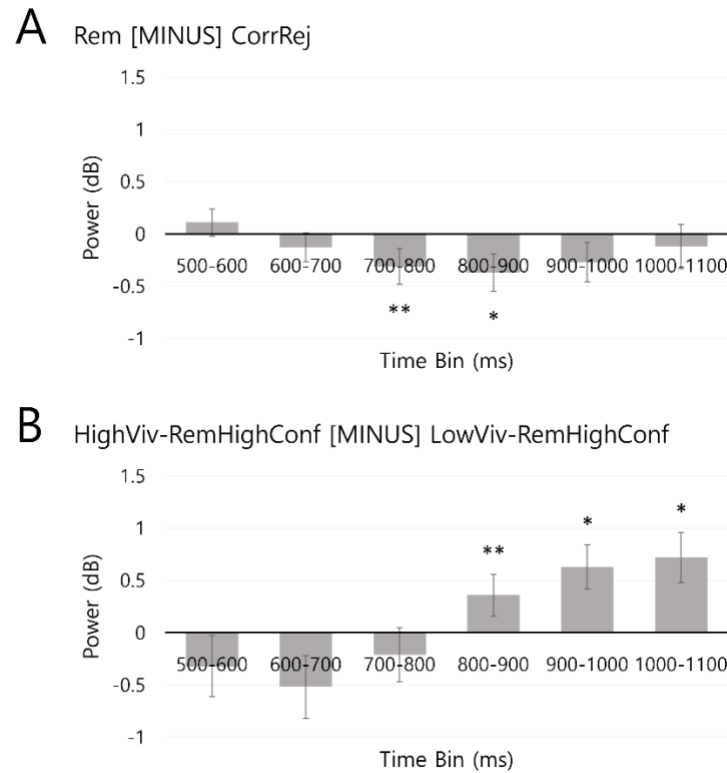 A Rem [MINUS] CorrRej
1.5
1
0.5
0
-0.5
-1
Power (dB)
500-600 600-700 700-800 800-900 900-1000 1000-1100
** *
Time Bin (ms)
B HighViv-RemHighConf [MINUS] LowViv-RemHighConf
1.5
1
0.5
0
-0.5
-1
Power (dB)
** * *
500-600 600-700 700-800 800-900 900-1000 1000-1100
Time Bin (ms)